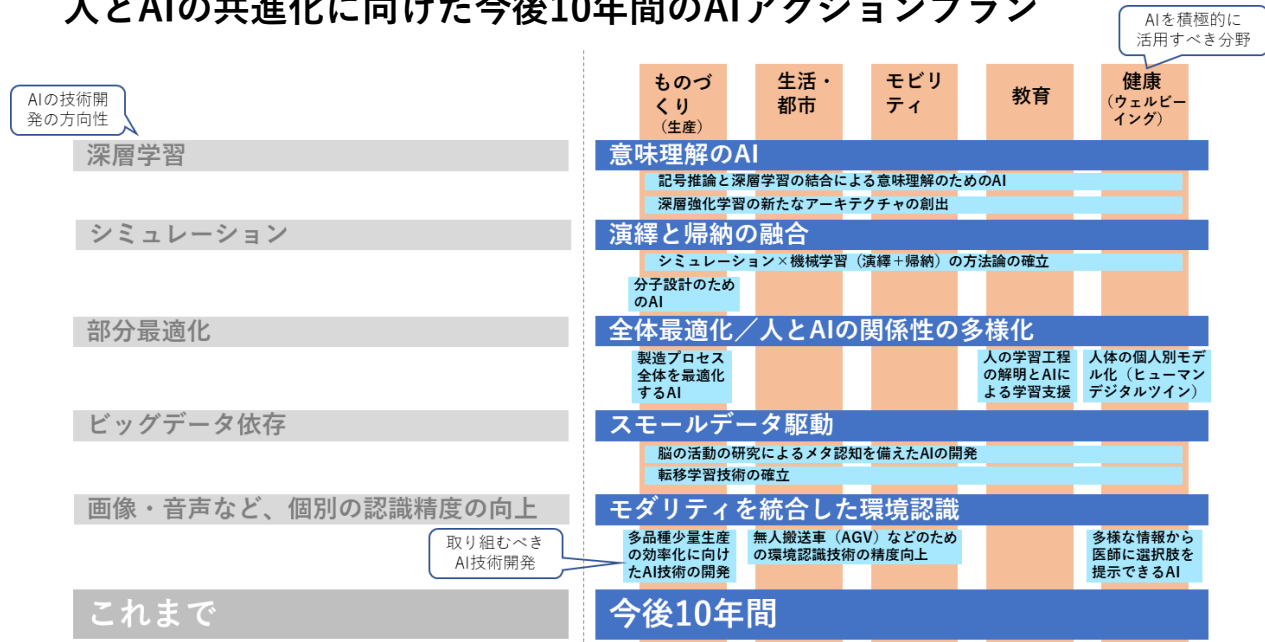 人とAIの共進化に向けた今後10年間のAIアクションプラン
AIを積極的に
活用すべき分野
AIの技術開
発の方向性
ものづ
くり
（生産）
生活・
都市
モビリ
ティ
教育
健康
（ウェルビー
イング）
深層学習
意味理解のAI
記号推論と深層学習の結合による意味理解のためのAI
深層強化学習の新たなアーキテクチャの創出
シミュレーション
演繹と帰納の融合
シミュレーション×機械学習（演繹＋帰納）の方法論の確立
分子設計のため
のAI
部分最適化
全体最適化／人とAIの関係性の多様化
製造プロセス
全体を最適化
するAI
人の学習工程
の解明とAIに
よる学習支援
人体の個人別モデ
ル化（ヒューマン
デジタルツイン）
ビッグデータ依存
スモールデータ駆動
脳の活動の研究によるメタ認知を備えたAIの開発
転移学習技術の確立
画像・音声など、個別の認識精度の向上
モダリティを統合した環境認識
取り組むべき
AI技術開発
多品種少量生産
の効率化に向け
たAI技術の開発
無人搬送車（AGV）などのため
の環境認識技術の精度向上
多様な情報から
医師に選択肢を
提示できるAI
これまで
今後10年間